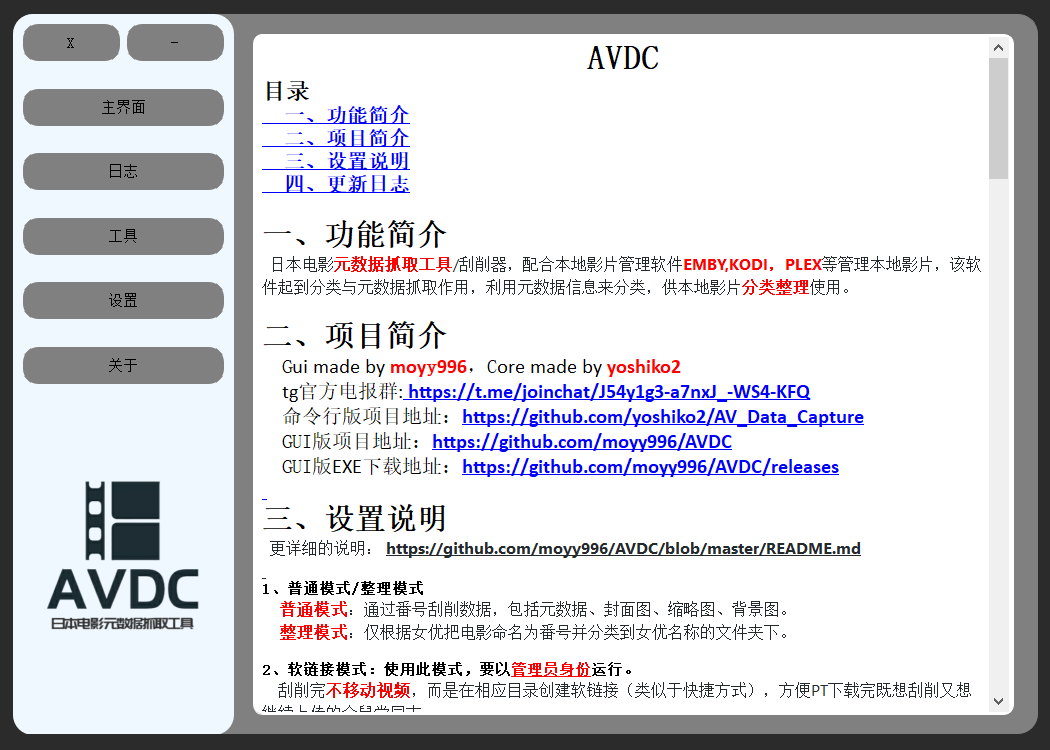 X
-
主界面
日志
工具
设置
关于
AVDC
日本电影元数据抓取工具
AVDC
目录
一、功能简介
二、项目简介
三、设置说明
四、更新日志
一、功能简介
日本电影元数据抓取工具/刮削器，配合本地影片管理软件EMBY,KODI，PLEX等管理本地影片，该软
件起到分类与元数据抓取作用，利用元数据信息来分类，供本地影片分类整理使用。
二、项目简介
Gui made by moyy996，Core made by yoshiko2
tg官方电报群: https://t.me/joinchat/J54y1g3-a7nxJ_-WS4-KFQ
命令行版项目地址：https://github.com/yoshiko2/AV_Data_Capture
GUI版项目地址：https://github.com/moyy996/AVDC
GUI版EXE下载地址：https://github.com/moyy996/AVDC/releases
三、设置说明
更详细的说明： https://github.com/moyy996/AVDC/blob/master/README.md
1、普通模式/整理模式
普通模式：通过番号刮削数据，包括元数据、封面图、缩略图、背景图。
整理模式：仅根据女优把电影命名为番号并分类到女优名称的文件夹下。
2、软链接模式：使用此模式，要以管理员身份运行。
刮削完不移动视频，而是在相应目录创建软链接（类似于快捷方式），方便PT下载完既想刮削又想